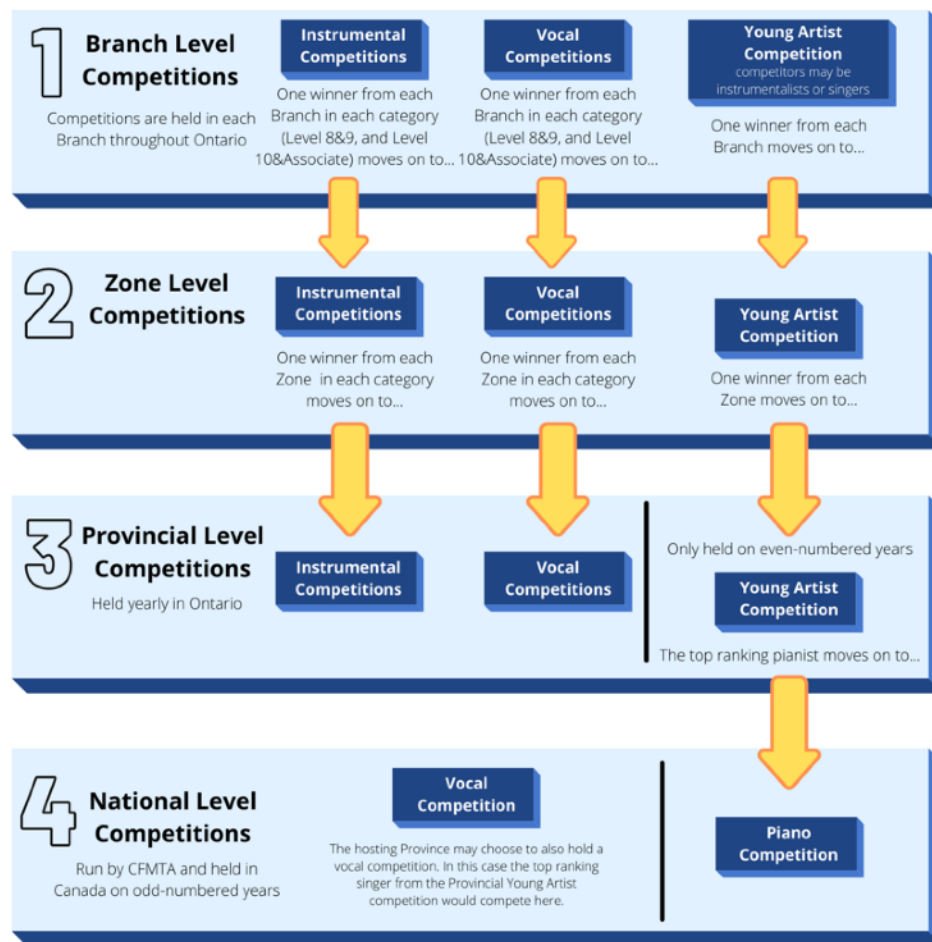 1
Branch Level
Competitions
Competitions are held in each
Branch throughout Ontario
Instrumental
Competitions
One winner from each
Branch in each category
(Level 8&9, and Level
10&Associate) moves on to...
Vocal
Competitions
One winner from each
Branch in each category
(Level 8&9, and Level
10&Associate) moves on to...
Young Artist
Competition
competitors may be
instrumentalists or singers
One winner from each
Branch moves on to...
2
Zone Level
Competitions
Instrumental
Competitions
One winner from each
Zone in each category
moves on to...
Vocal
Competitions
One winner from each
Zone in each category
moves on to...
Young Artist
Competition
One winner from each
Zone moves on to...
3
Provincial Level
Competitions
Held yearly in Ontario
Instrumental
Competitions
Vocal
Competitions
Only held on even-numbered years
Young Artist
Competition
The top ranking pianist moves on to...
4
National Level
Competitions
Run by CFMTA and held in
Canada on odd-numbered years
Vocal
Competition
The hosting Province may choose to also hold a
vocal competition. In this case the top ranking
singer from the Provincial Young Artist
competition would compete here.
Piano
Competition